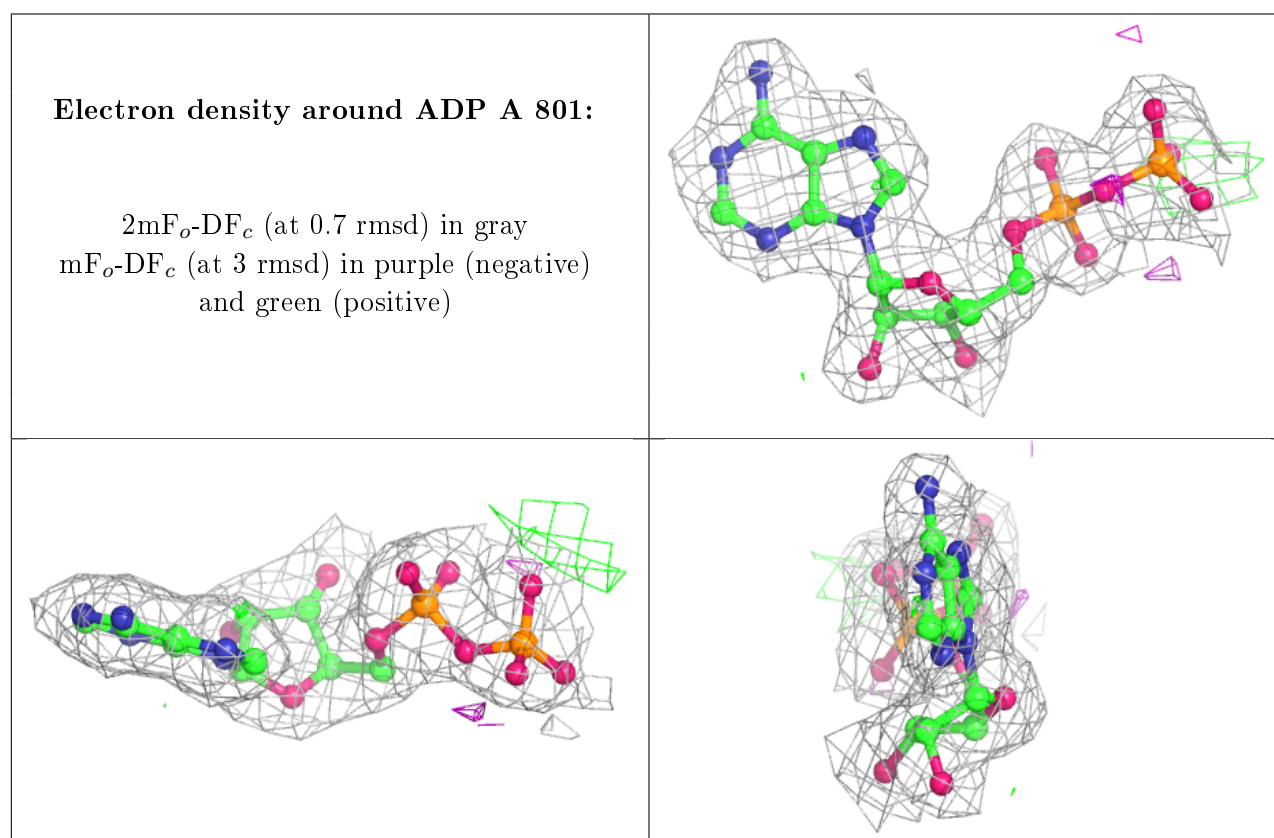 Electron density around ADP A 801:
2mFo-DFc (at 0.7 rmsd) in gray
mFo-DFc (at 3 rmsd) in purple (negative)
and green (positive)